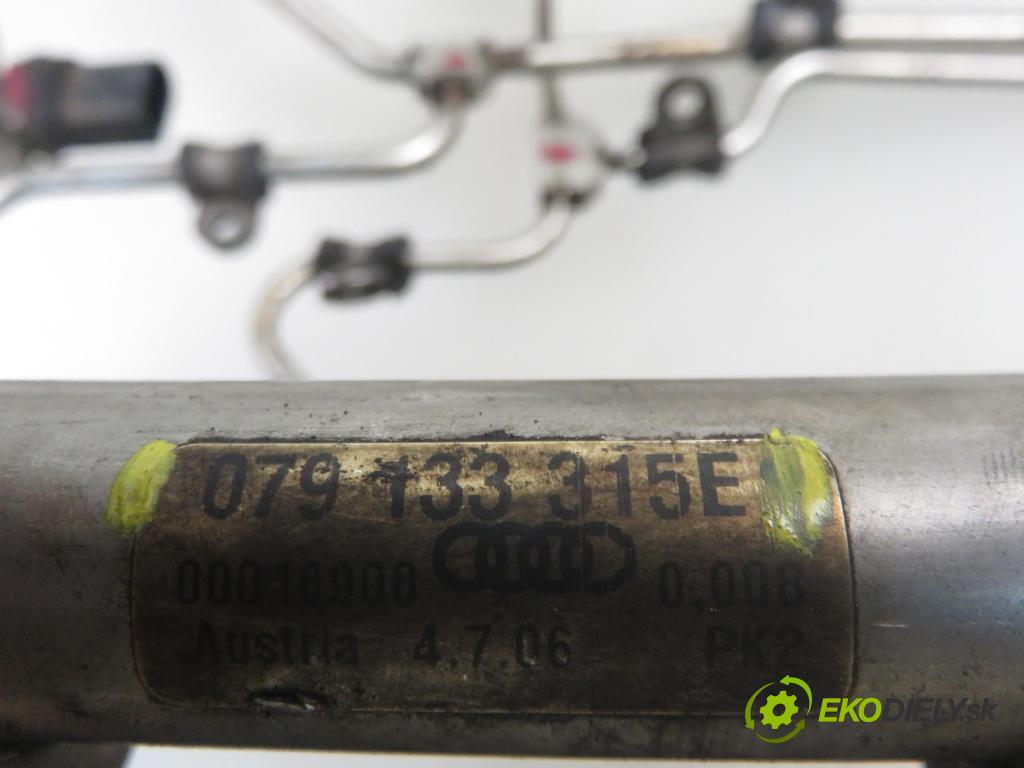 079 133 315E
00016900 0,008
Austria 4.7.06 PK2
EKODIELY.sk